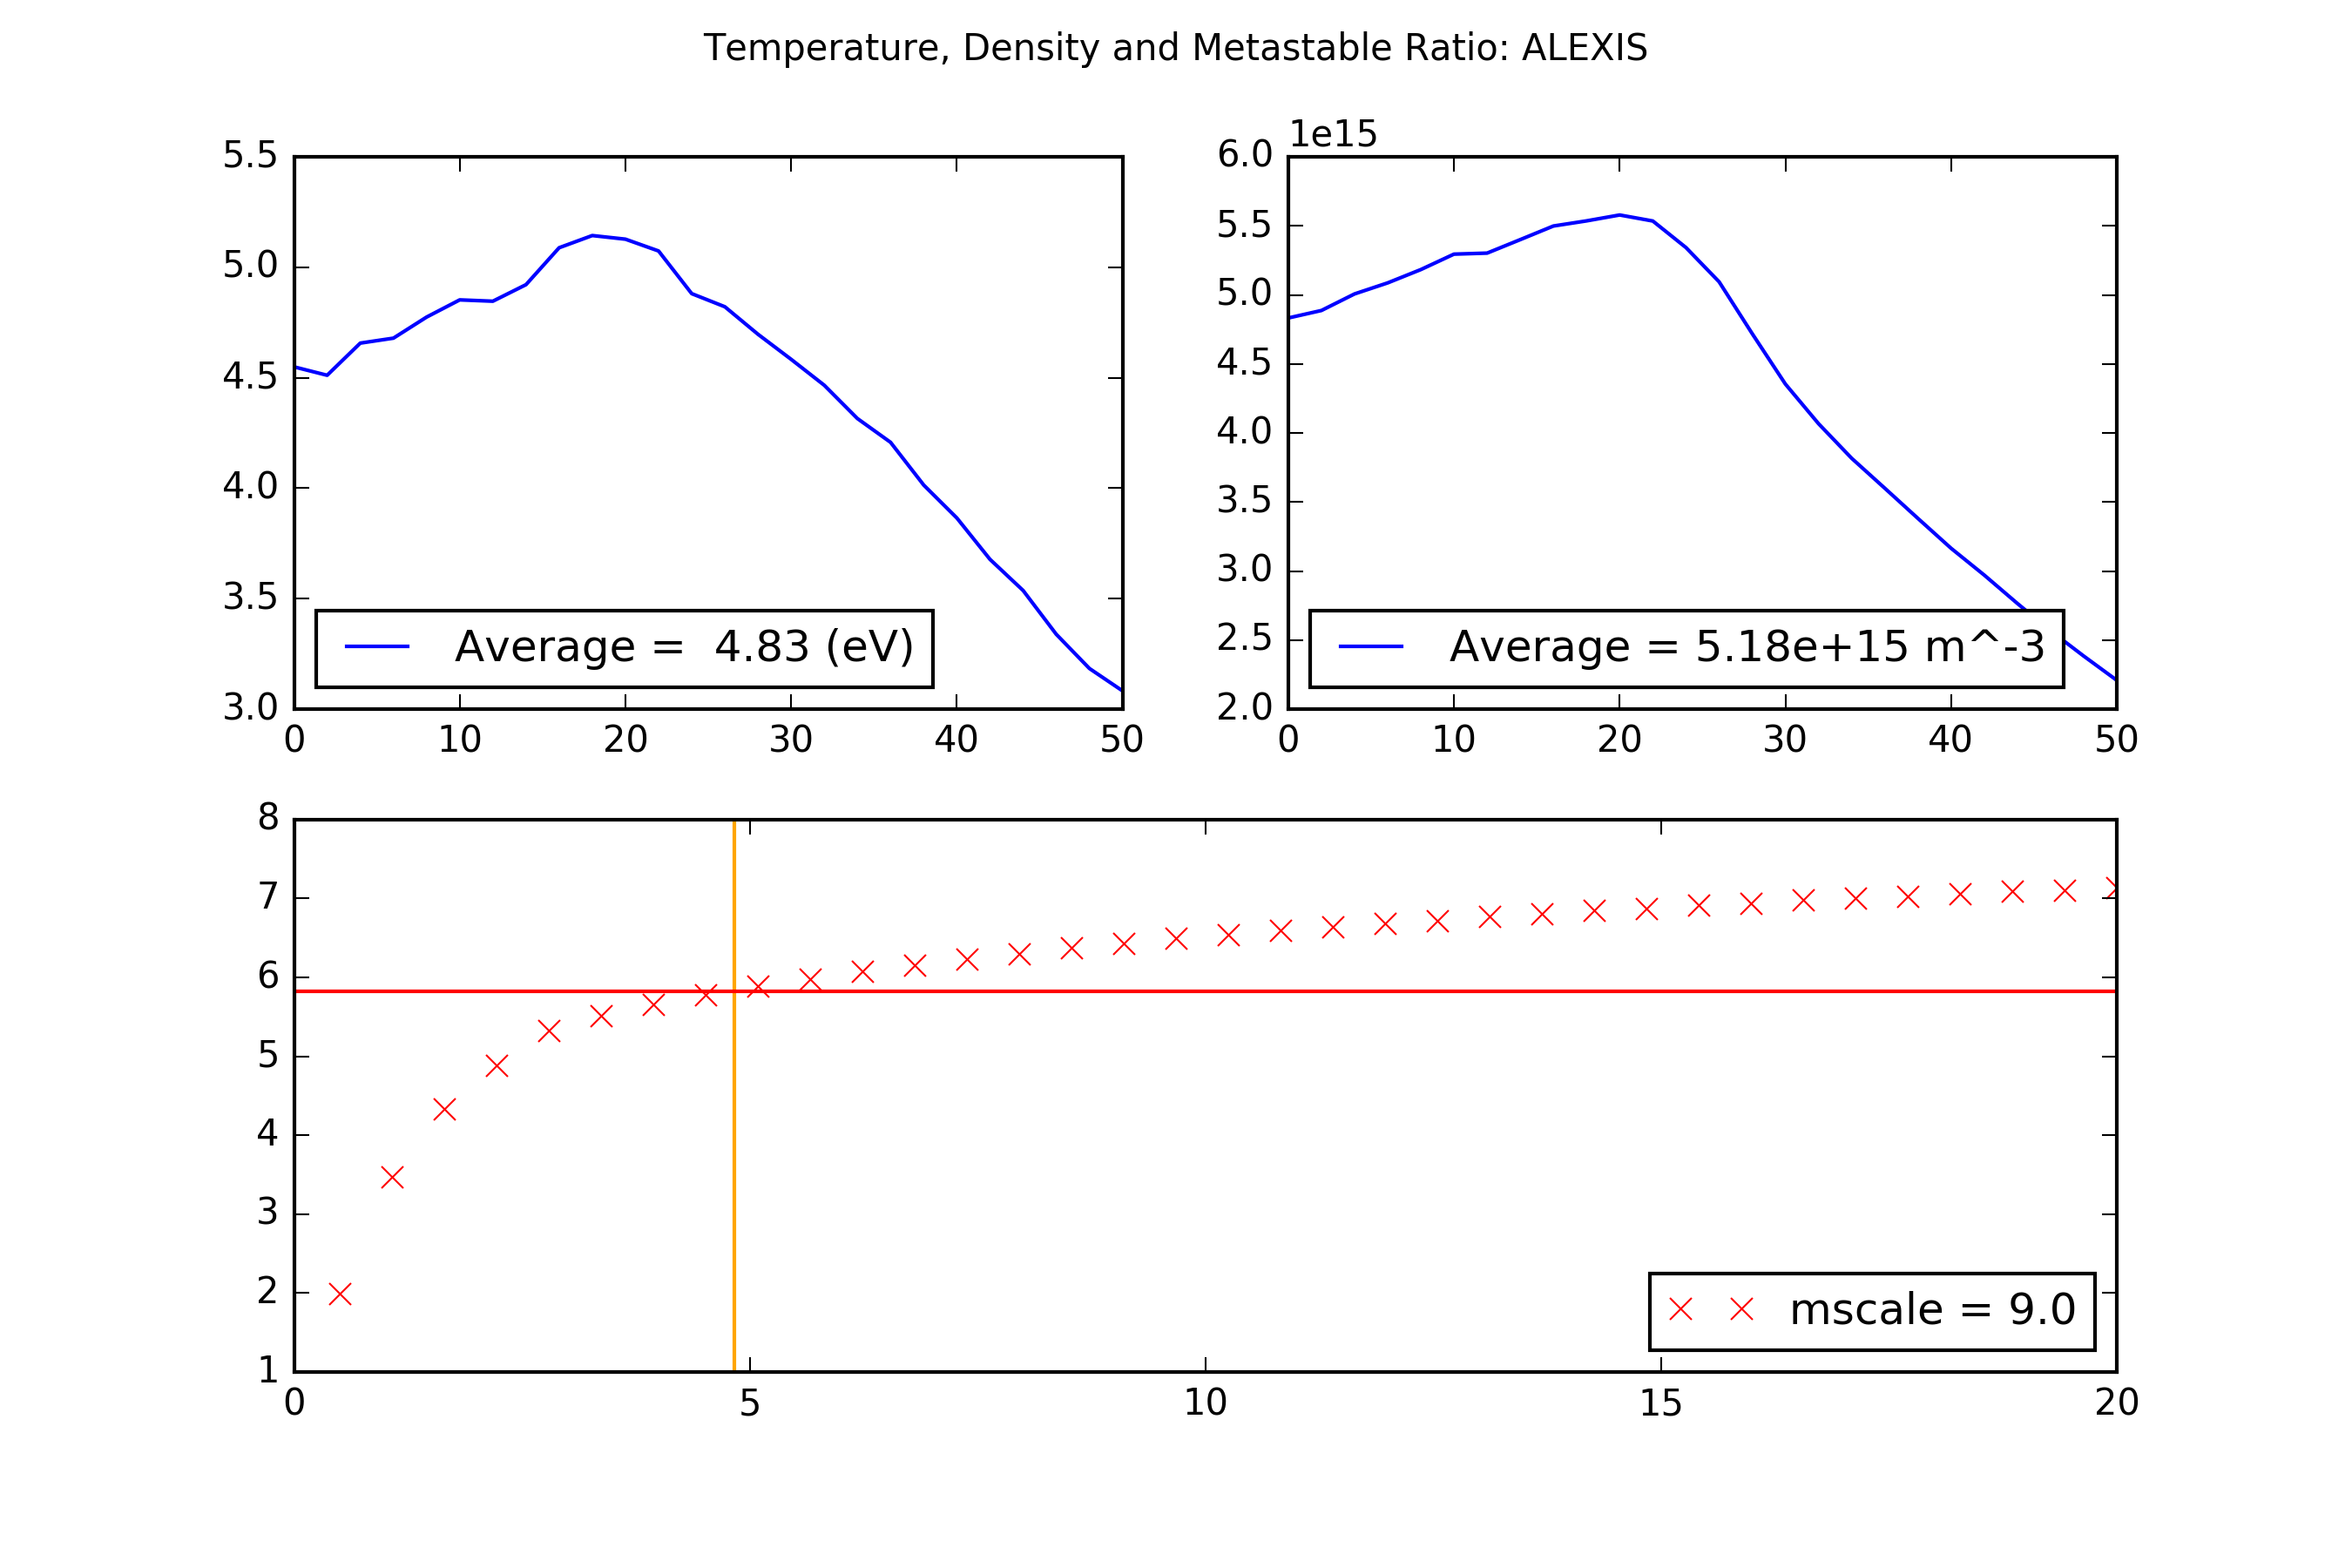 Temperature, Density and Metastable Ratio: ALEXIS
5.5
5.0
4.5
4.0
3.5
3.0
0 10 20 30 40 50
Average =  4.83 (eV)
1e15
6.0
5.5
5.0
4.5
4.0
3.5
3.0
2.5
2.0
0 10 20 30 40 50
Average = 5.18e+15 m^-3
8
7
6
5
4
3
2
1
0 5 10 15 20
mscale = 9.0